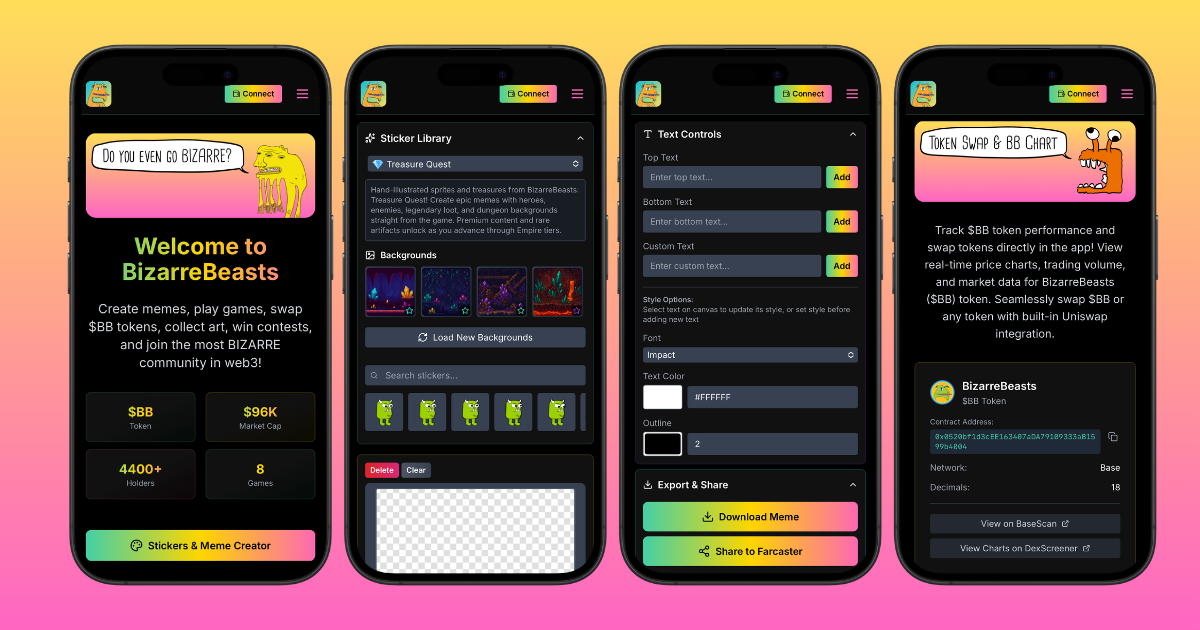 Connect
DO YOU EVEN GO BIZARRE?
Welcome to
BizarreBeasts
Create memes, play games, swap
$BB tokens, collect art, win contests,
and join the most BIZARRE
community in web3!
$BB
Token
$96K
Market Cap
4400+
Holders
8
Games
Stickers & Meme Creator
Connect
Sticker Library
Treasure Quest
Hand-illustrated sprites and treasures from BizarreBeasts:
Treasure Quest! Create epic memes with heroes,
enemies, legendary loot, and dungeon backgrounds
straight from the game. Premium content and rare
artifacts unlock as you advance through Empire tiers.
Backgrounds
Load New Backgrounds
Search stickers...
Delete
Clear
Connect
Text Controls
Top Text
Enter top text...
Add
Bottom Text
Enter bottom text...
Add
Custom Text
Enter custom text...
Add
Style Options:
Select text on canvas to update its style, or set style before
adding new text
Font
Impact
Text Color
#FFFFFF
Outline
2
Export & Share
Download Meme
Share to Farcaster
Connect
TOKEN SWAP & BB CHART
Track $BB token performance and
swap tokens directly in the app! View
real-time price charts, trading volume,
and market data for BizarreBeasts
($BB) token. Seamlessly swap $BB or
any token with built-in Uniswap
integration.
BizarreBeasts
$BB Token
Contract Address:
0x0520bf1d3cEE163407aDA79109333aB15
99b4004
Network:
Base
Decimals:
18
View on BaseScan
View Charts on DexScreener